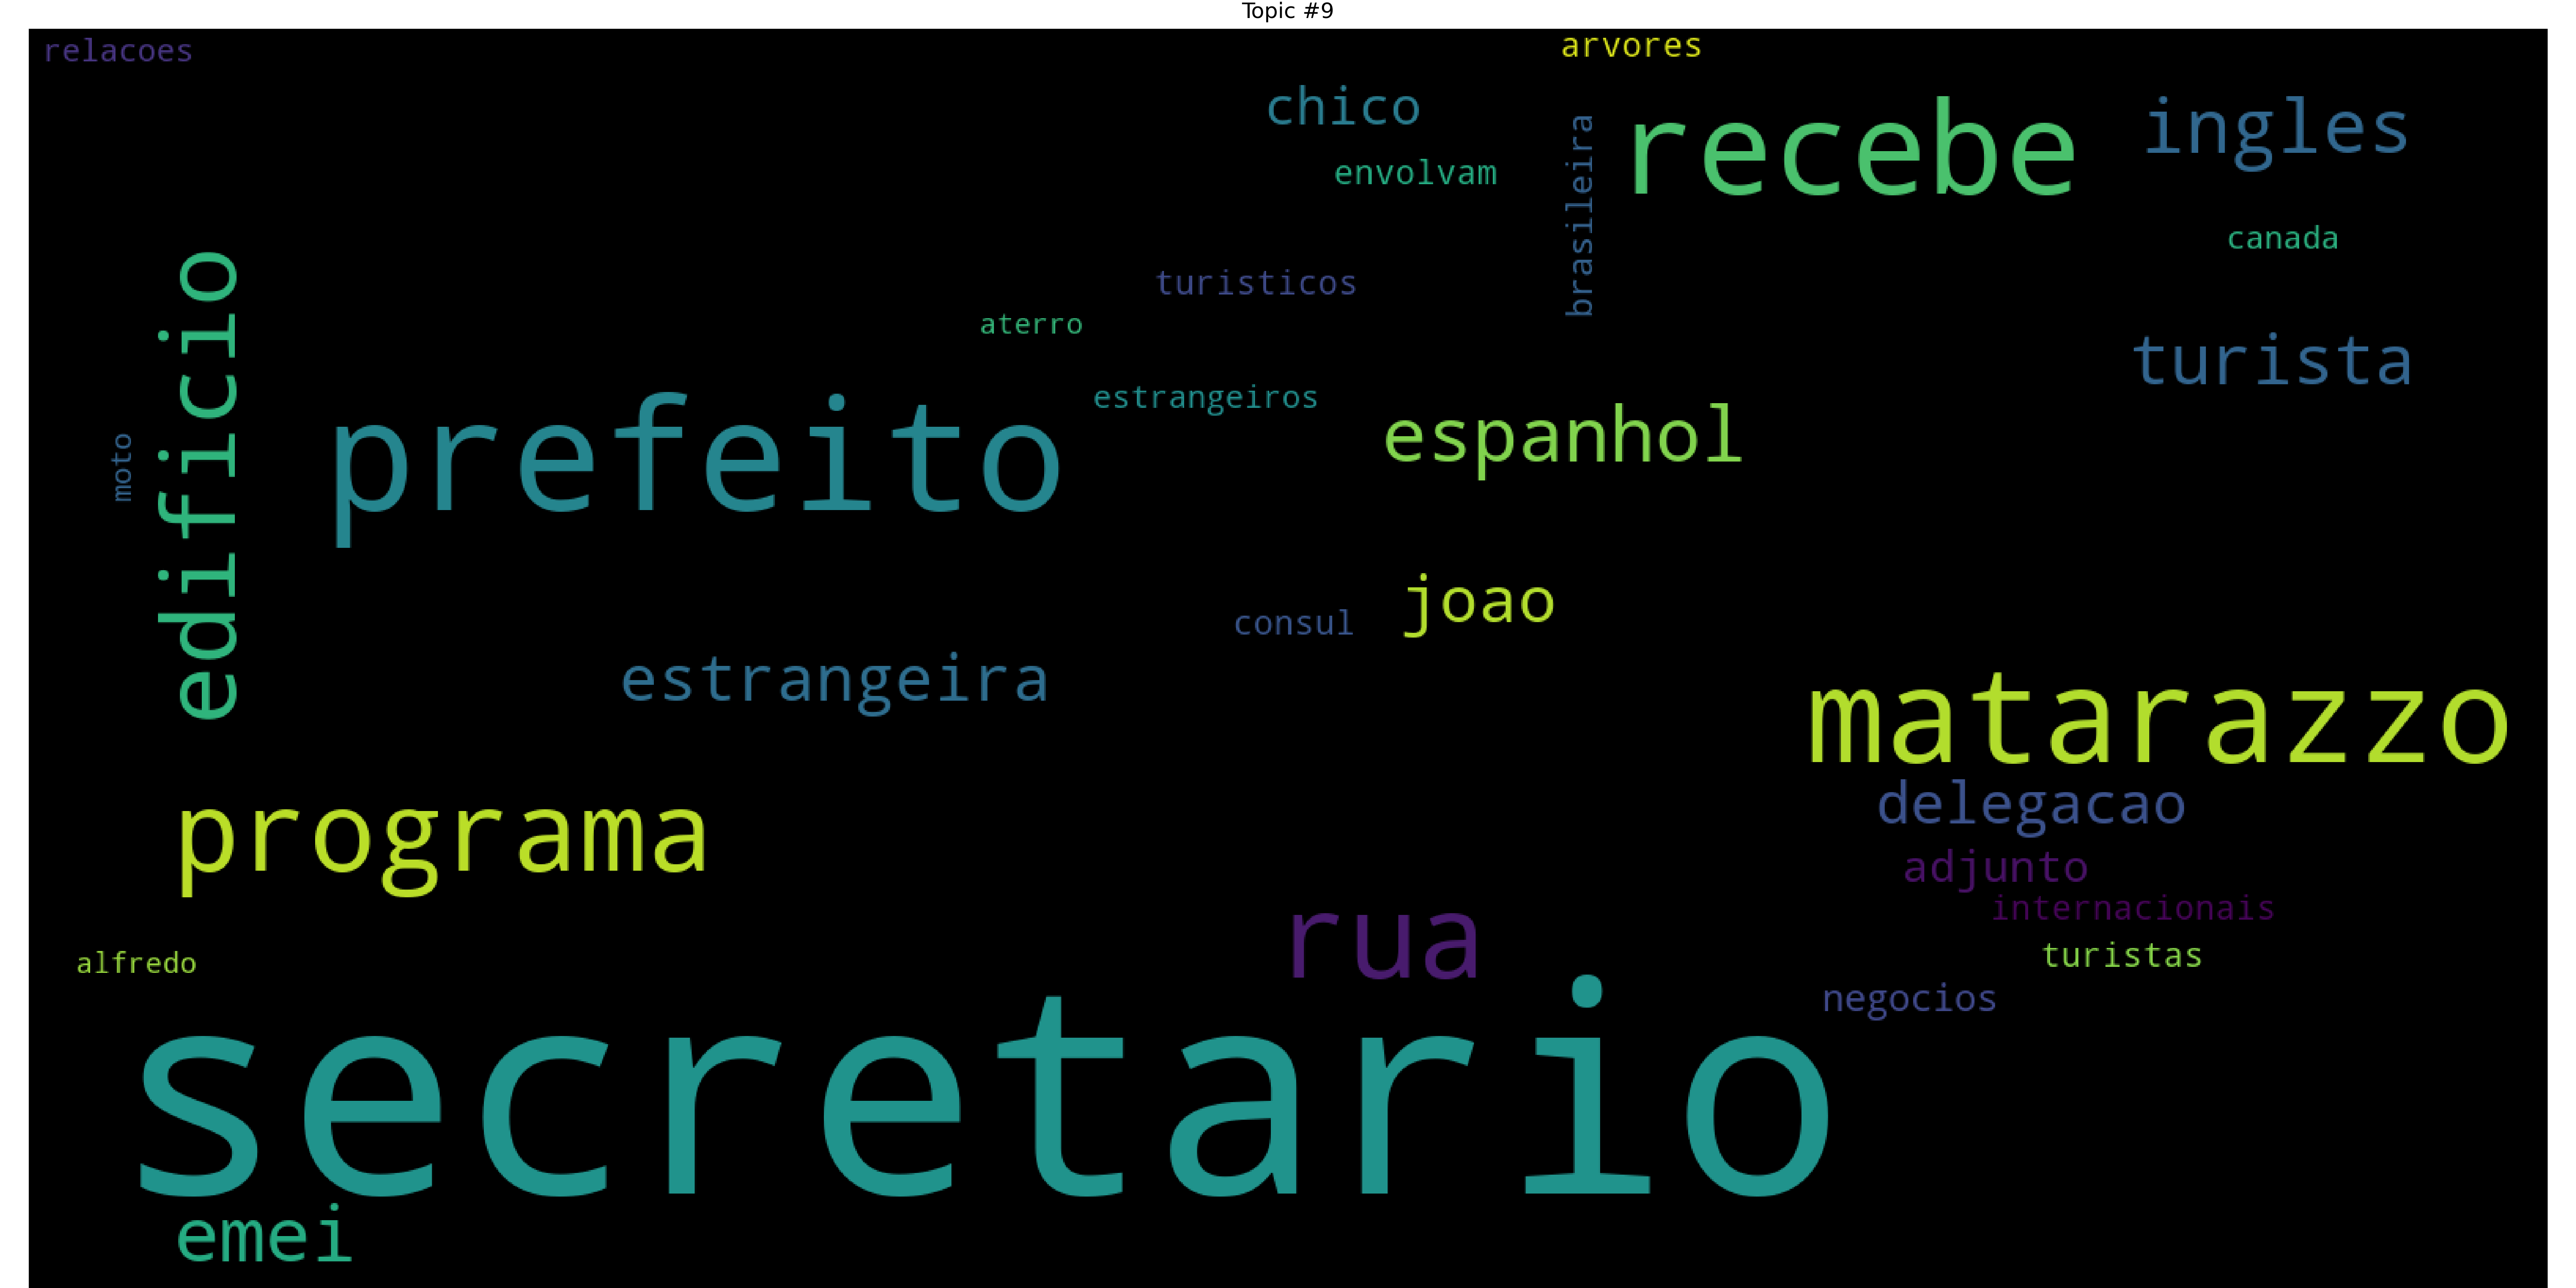 Topic #9
relacoes
arvores
chico
recebe
ingles
envolvam
brasileira
canada
turisticos
aterro
turista
edificio
prefeito
estrangeiros
espanhol
moto
joao
consul
estrangeira
matarazzo
delegacao
programa
adjunto
internacionais
rua
alfredo
turistas
negocios
secretario
emei